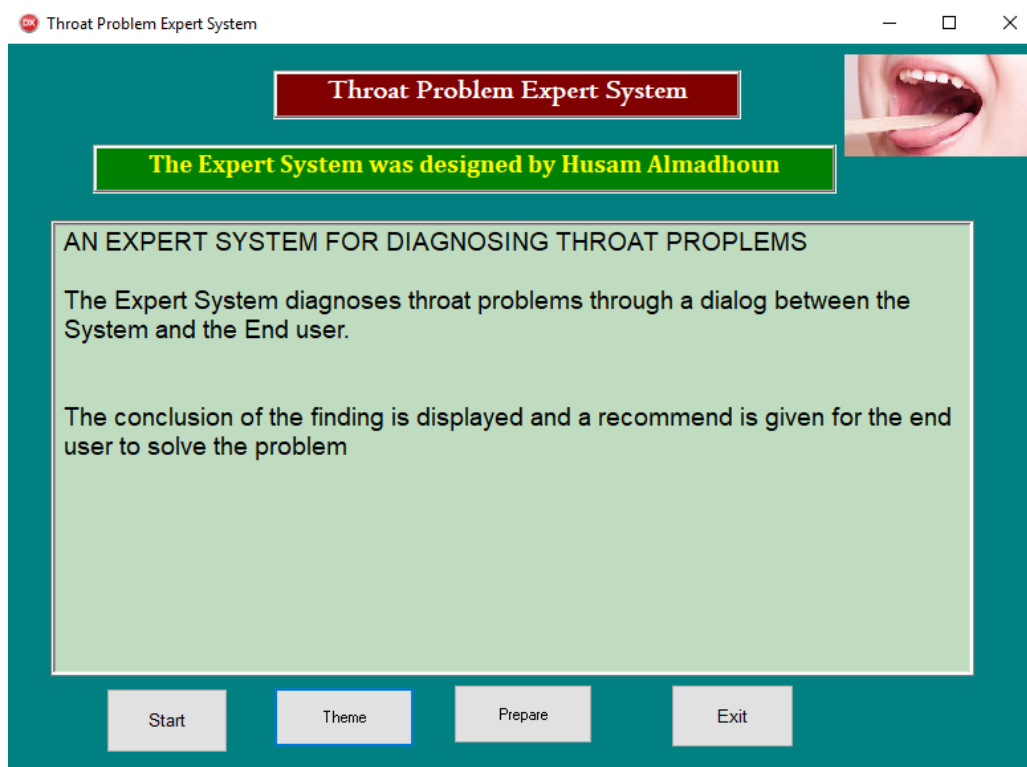 Throat Problem Expert System
Throat Problem Expert System
The Expert System was designed by Husam Almadhoun
AN EXPERT SYSTEM FOR DIAGNOSING THROAT PROPLEMS
The Expert System diagnoses throat problems through a dialog between the
System and the End user.
The conclusion of the finding is displayed and a recommend is given for the end
user to solve the problem
Start
Theme
Prepare
Exit